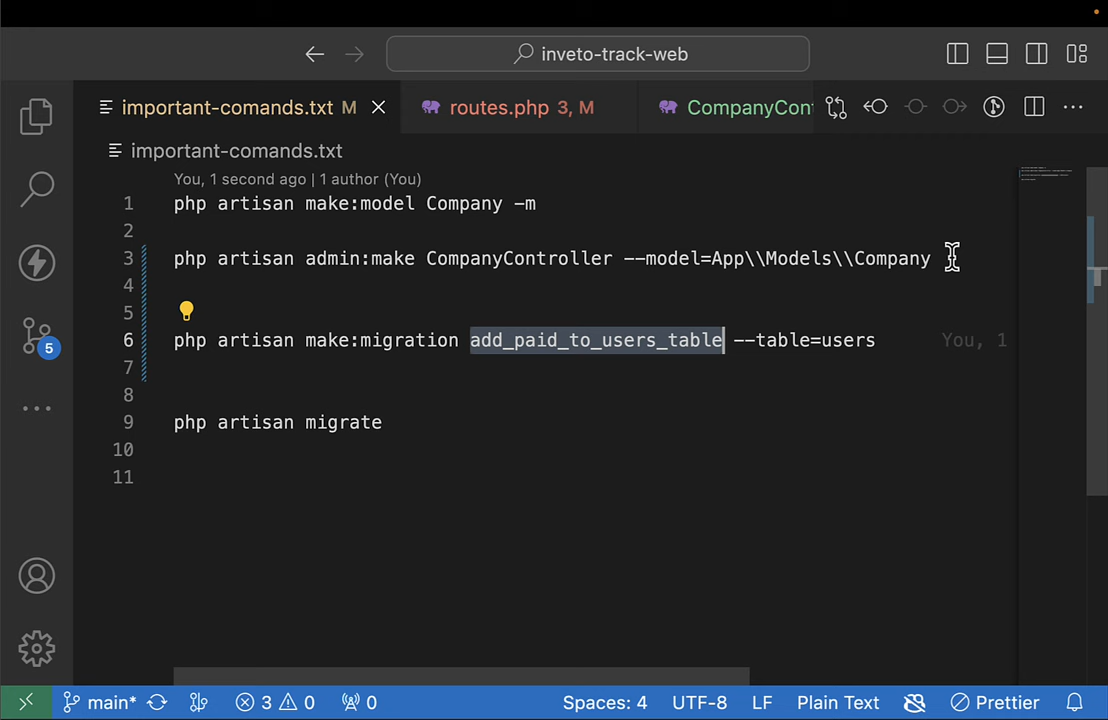 inveto-track-web
important-comands.txt M
routes.php 3, M
CompanyCon
important-comands.txt
You, 1 second ago | 1 author (You)
1 php artisan make:model Company -m
2
3 php artisan admin:make CompanyController --model=App\\Models\\Company
4
5
6 php artisan make:migration add_paid_to_users_table --table=users You, 1
7
8
9 php artisan migrate
10
11
5
main* 3 0 0 Spaces: 4 UTF-8 LF Plain Text Prettier